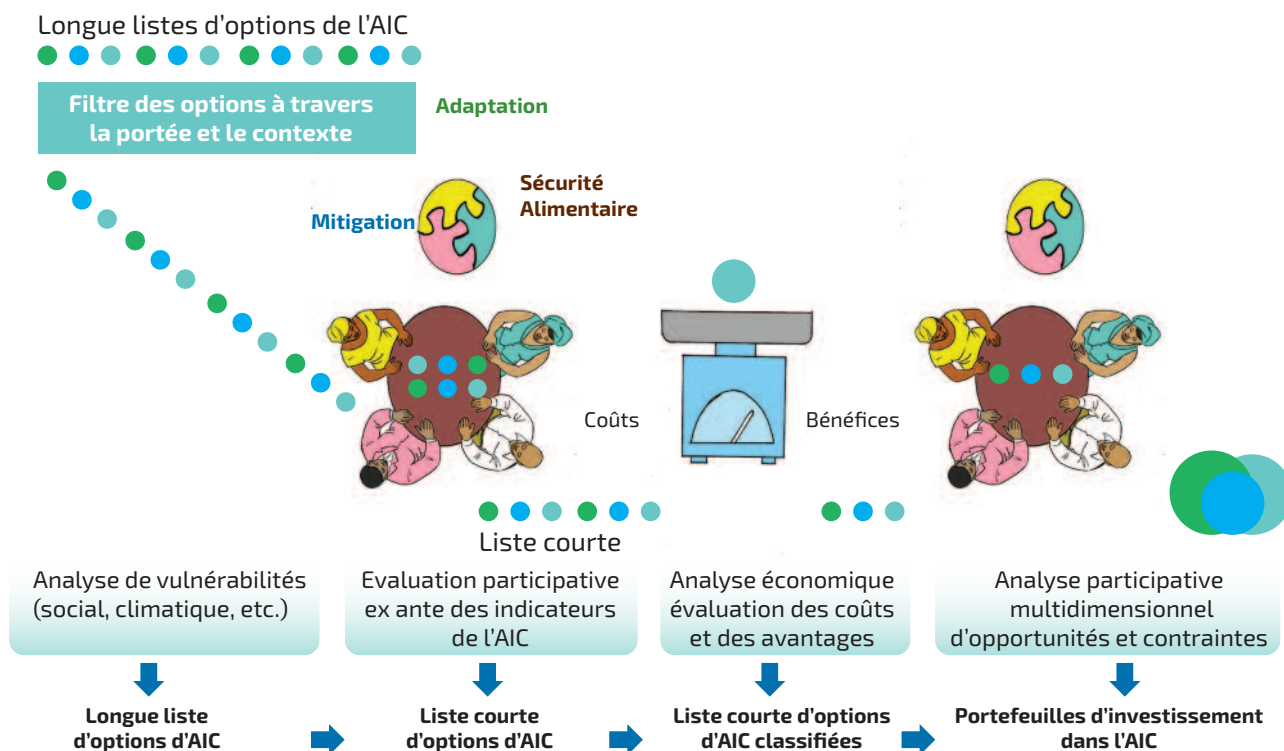 Longue listes d'options de l'AIC
Filtre des options à travers
la portée et le contexte
Adaptation
Sécurité
Alimentaire
Mitigation
Coûts
Bénéfices
Liste courte
Analyse de vulnérabilités
(social, climatique, etc.)
Evaluation participative
ex ante des indicateurs
de l'AIC
Analyse économique
évaluation des coûts
et des avantages
Analyse participative
multidimensionnel
d'opportunités et contraintes
Longue liste
d'options d'AIC
Liste courte
d'options d'AIC
Liste courte d'options
d'AIC classifiées
Portefeuilles d'investissement
dans l'AIC